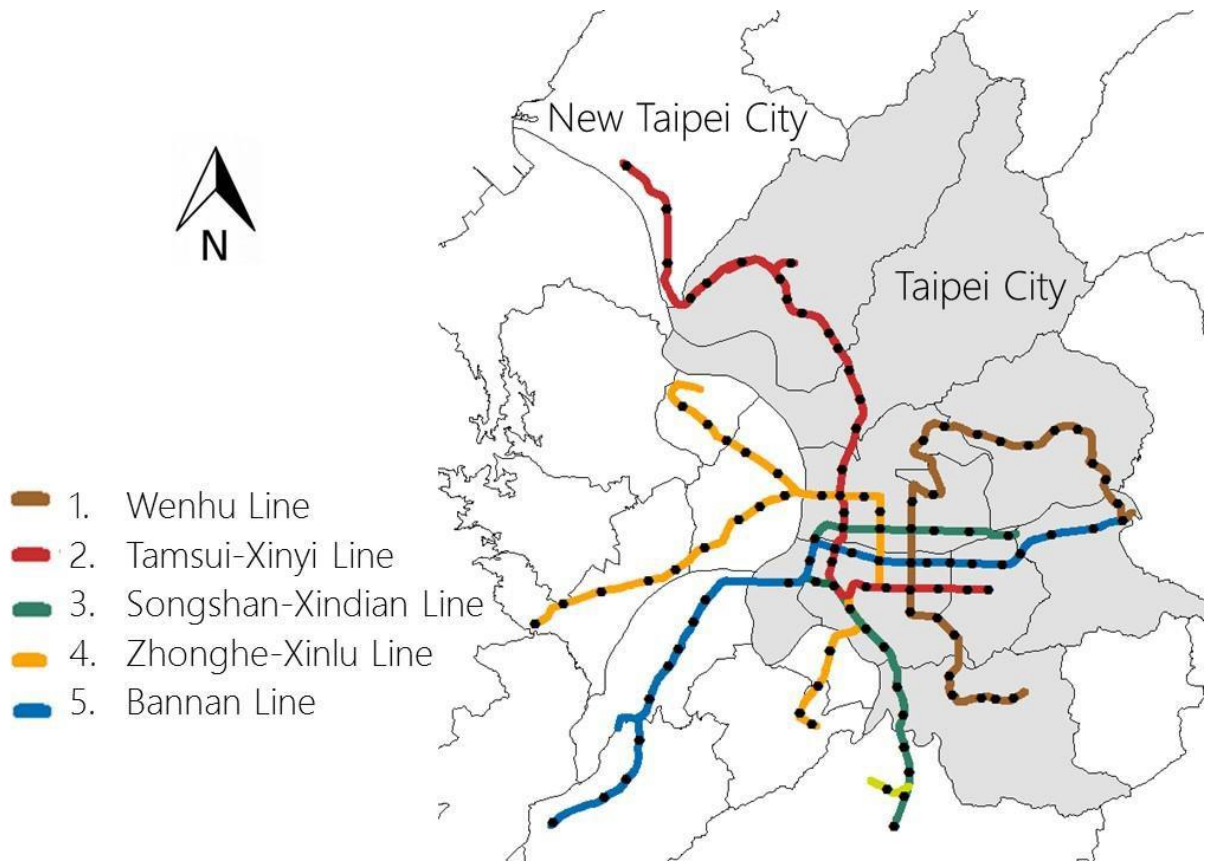 New Taipei City
N
Taipei City
1. Wenhu Line
2. Tamsui-Xinyi Line
3. Songshan-Xindian Line
4. Zhonghe-Xinlu Line
5. Bannan Line